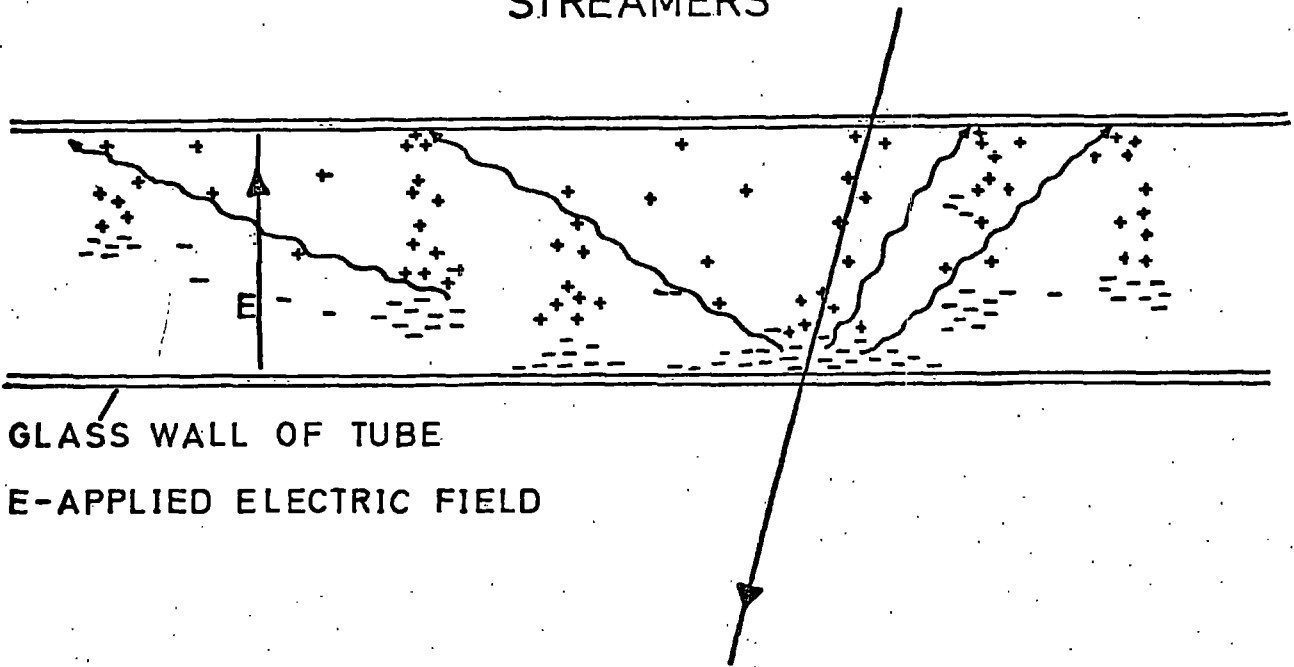 STREAMERS
E
GLASS WALL OF TUBE
E-APPLIED ELECTRIC FIELD